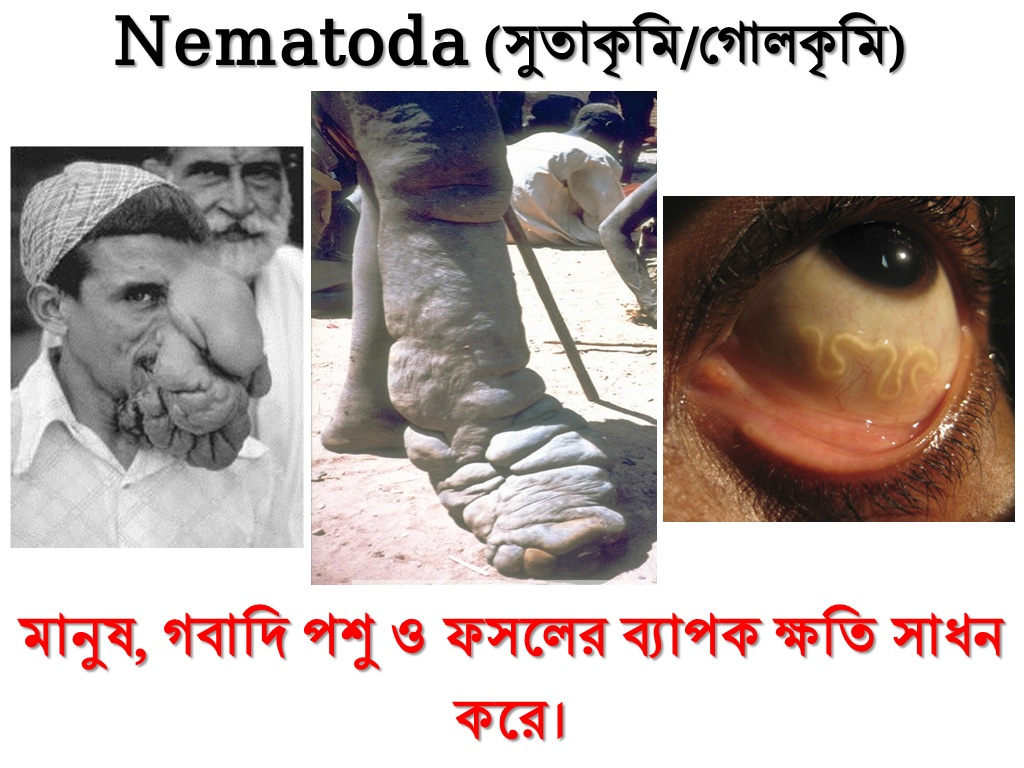 Nematoda (সুতাকৃমি/গোলকৃমি)
মানুষ, গবাদি পশু ও ফসলের ব্যাপক ক্ষতি সাধন
করে।